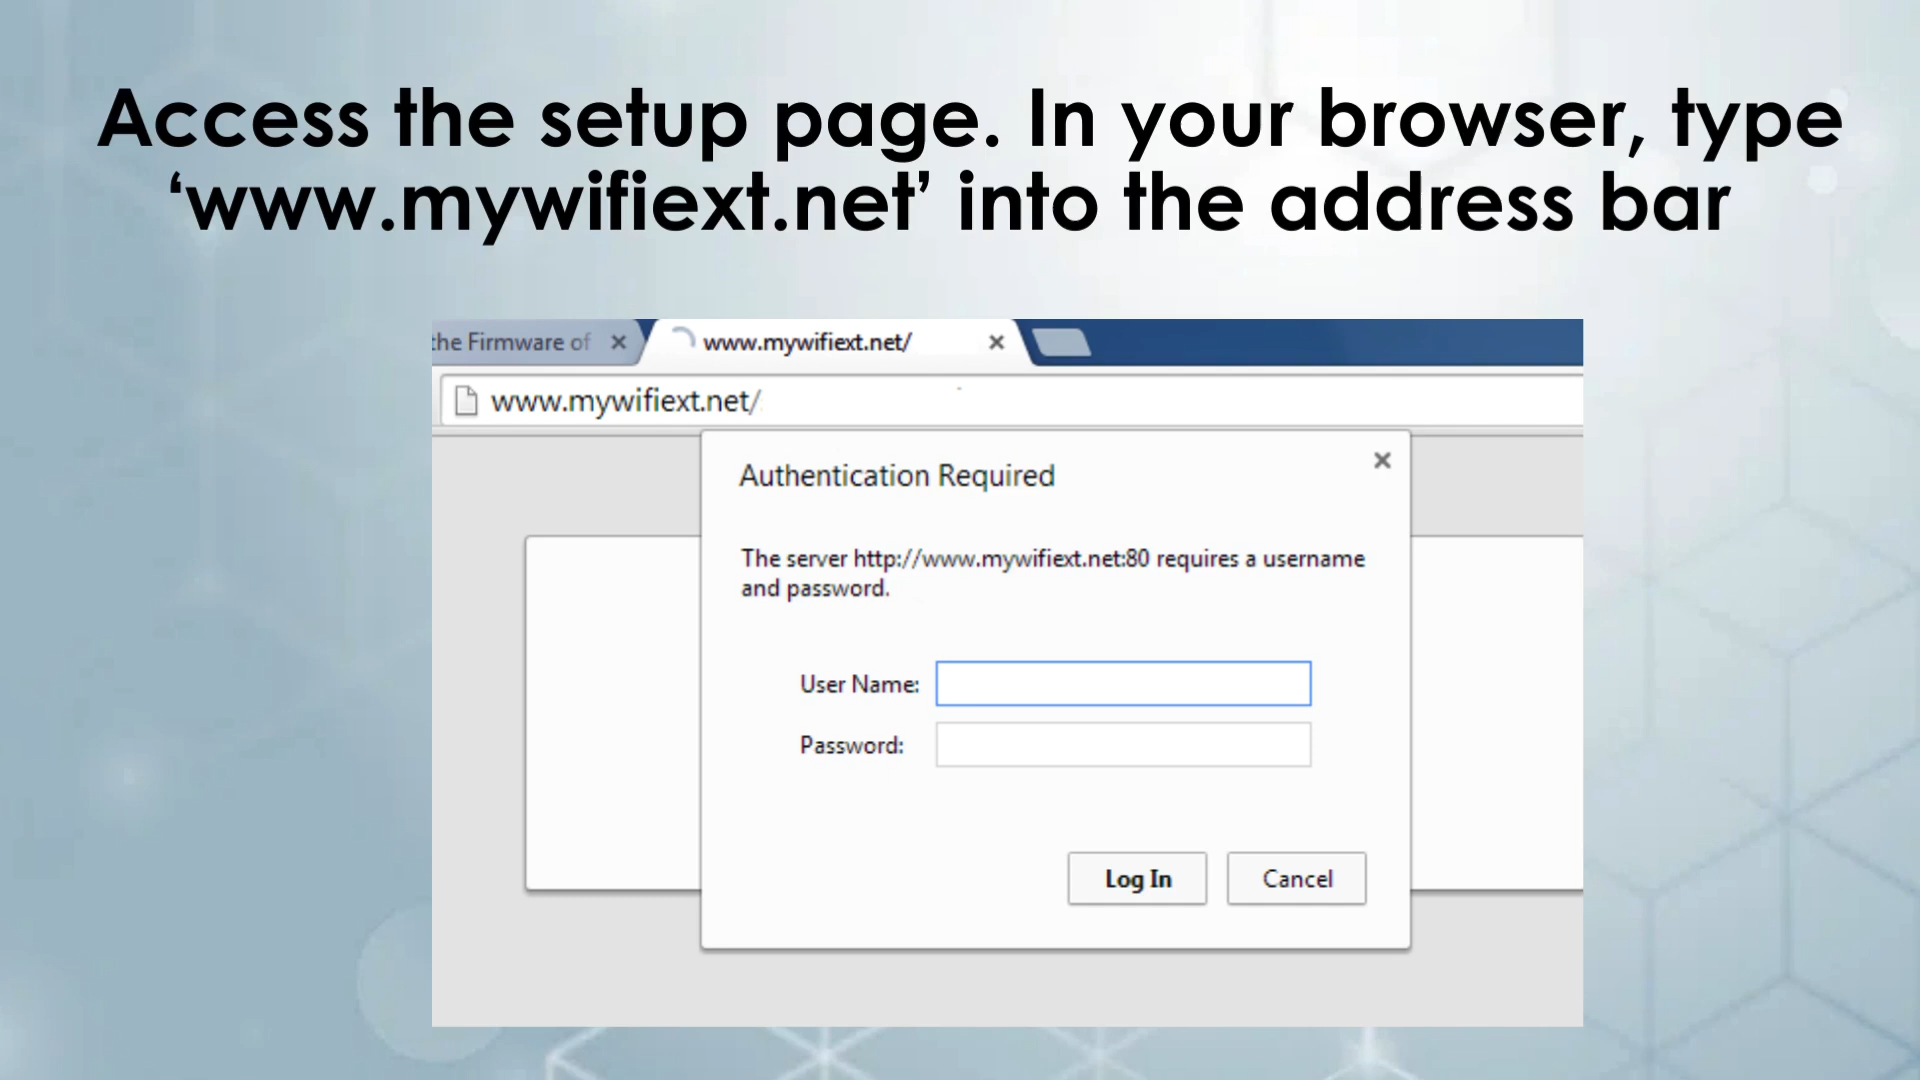 Access the setup page. In your browser, type
‘www.mywifiext.net’ into the address bar
the Firmware of
www.mywifiext.net/
www.mywifiext.net/
Authentication Required
The server http://www.mywifiext.net:80 requires a username
and password.
User Name:
Password:
Log In
Cancel